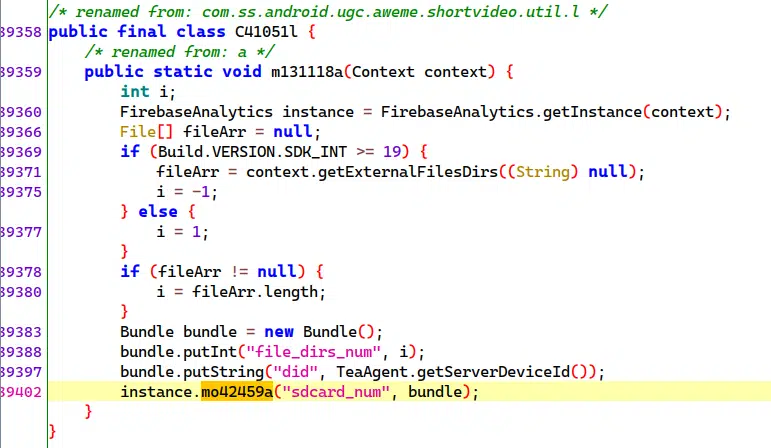 /* renamed from: com.ss.android.ugc.aweme.shortvideo.util.l */
39358 public final class C41051l {
/* renamed from: a */
39359 public static void m131118a(Context context) {
int i;
39360 FirebaseAnalytics instance = FirebaseAnalytics.getInstance(context);
39366 File[] fileArr = null;
39369 if (Build.VERSION.SDK_INT >= 19) {
39371 fileArr = context.getExternalFilesDirs((String) null);
39375 i = -1;
} else {
39377 i = 1;
}
39378 if (fileArr != null) {
39380 i = fileArr.length;
}
39383 Bundle bundle = new Bundle();
39388 bundle.putInt("file_dirs_num", i);
39397 bundle.putString("did", TeaAgent.getServerDeviceId());
39402 instance.mo42459a("sdcard_num", bundle);
}
}